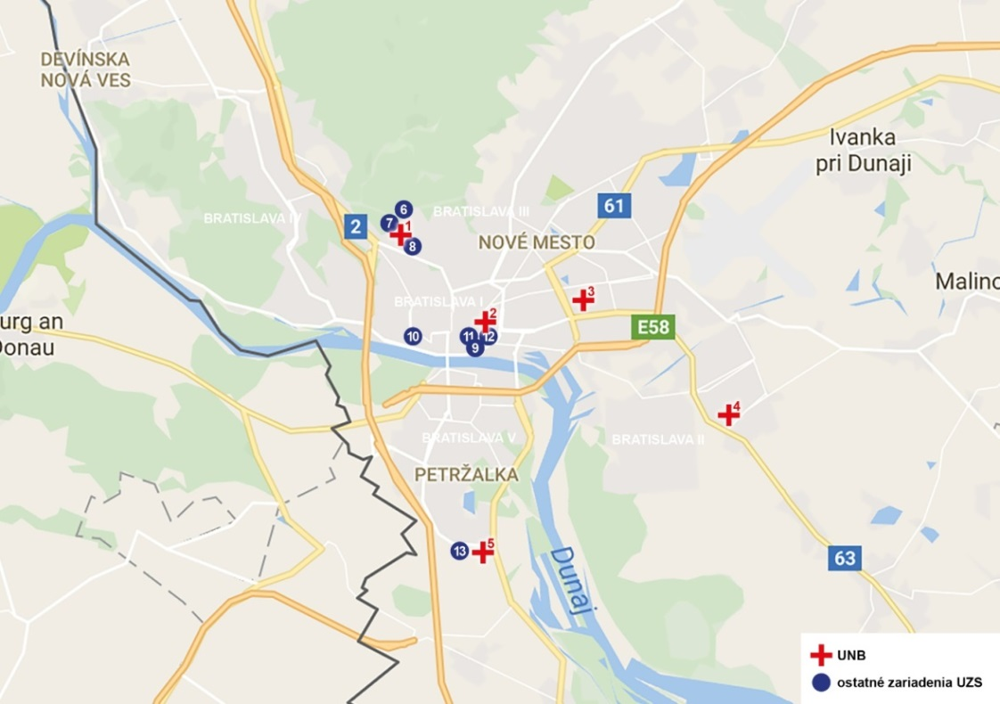 DEVÍNSKA
NOVÁ VES
Ivanka
pri Dunaji
6
BRATISLAVA III
61
BRATISLAVA IV
2
7
1
8
NOVÉ MESTO
Malinc
BRATISLAVA I
3
2
urg an
Donau
E58
10
11
12
9
4
BRATISLAVA V
BRATISLAVA II
PETRŽALKA
13
5
Dunaj
63
UNB
ostatné zariadenia UZS